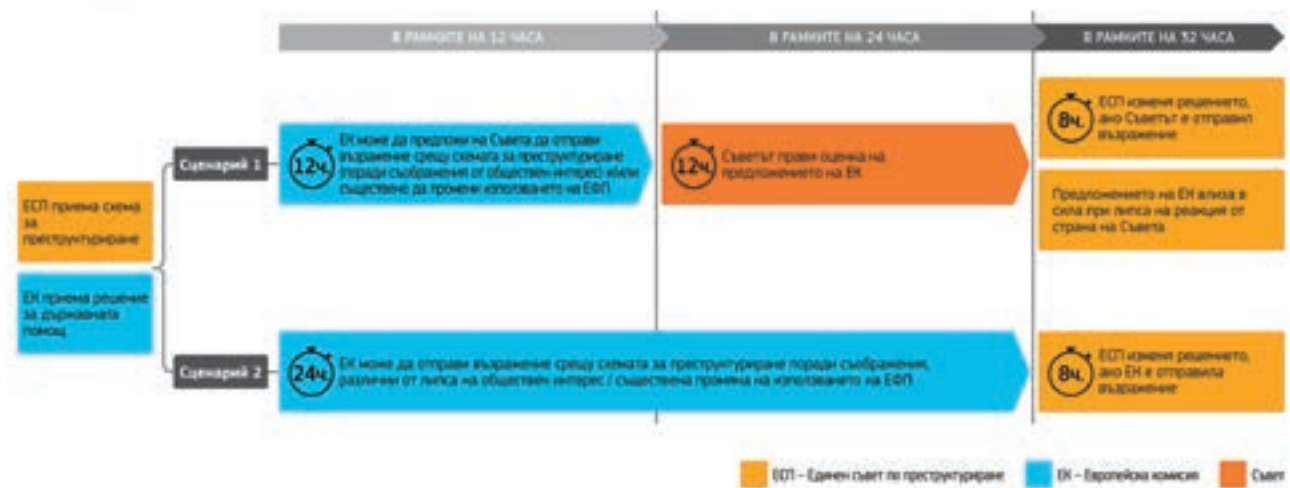 В РАМКИТЕ НА 12 ЧАСА
В РАМКИТЕ НА 24 ЧАСА
В РАМКИТЕ НА 32 ЧАСА
ЕСП приема схема
за
преструктуриране
ЕК приема решение
за държавната
помощ
Сценарий 1
12ч.
ЕК може да предложи на Съвета да отправи
възражение срещу схемата за преструктуриране
(поради съображения от обществен интерес) и/или
съществено да промени използването на ЕФП
12ч.
Съветът прави оценка на
предложението на ЕК
8ч.
ЕСП изменя решението,
ако Съветът е отправил
възражение
Предложението на ЕК влиза в
сила при липса на реакция от
страна на Съвета
Сценарий 2
24ч.
ЕК може да отправи възражение срещу схемата за преструктуриране поради съображения,
различни от липса на обществен интерес / съществена промяна на използването на ЕФП
8ч.
ЕСП изменя решението,
ако ЕК е отправила
възражение
ЕСП – Единен съвет по преструктуриране
ЕК – Европейска комисия
Съвет